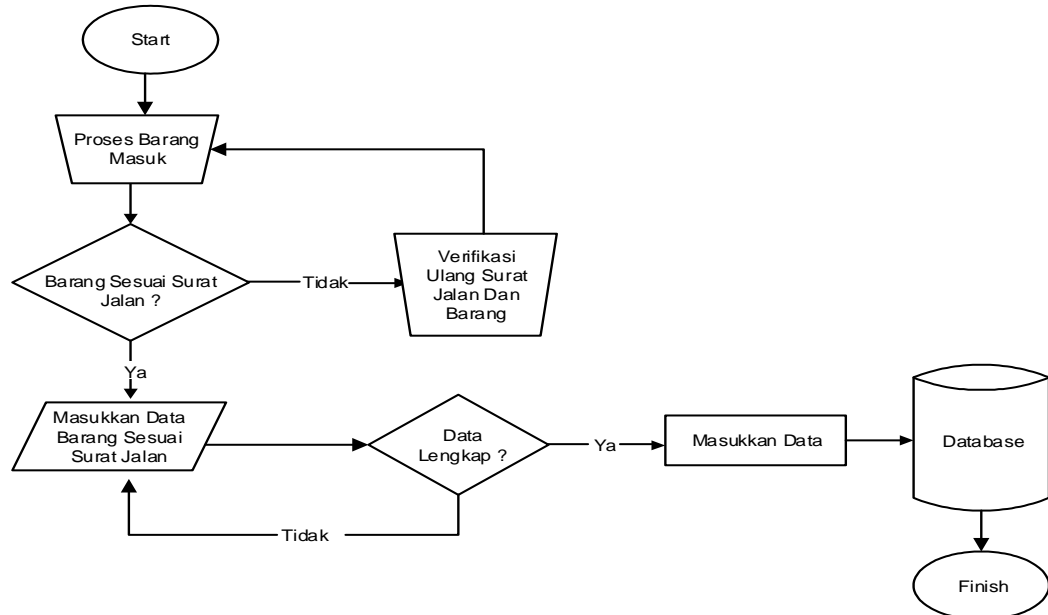 Start
Proses Barang
Masuk
Barang Sesuai Surat
Jalan ?
Tidak
Verifikasi
Ulang Surat
Jalan Dan
Barang
Ya
Masukkan Data
Barang Sesuai
Surat Jalan
Data
Lengkap ?
Ya
Masukkan Data
Database
Tidak
Finish